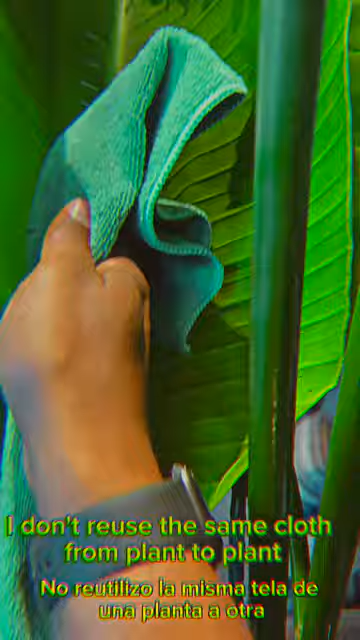 I don't reuse the same cloth
from plant to plant
No reutilizo la misma tela de
una planta a otra